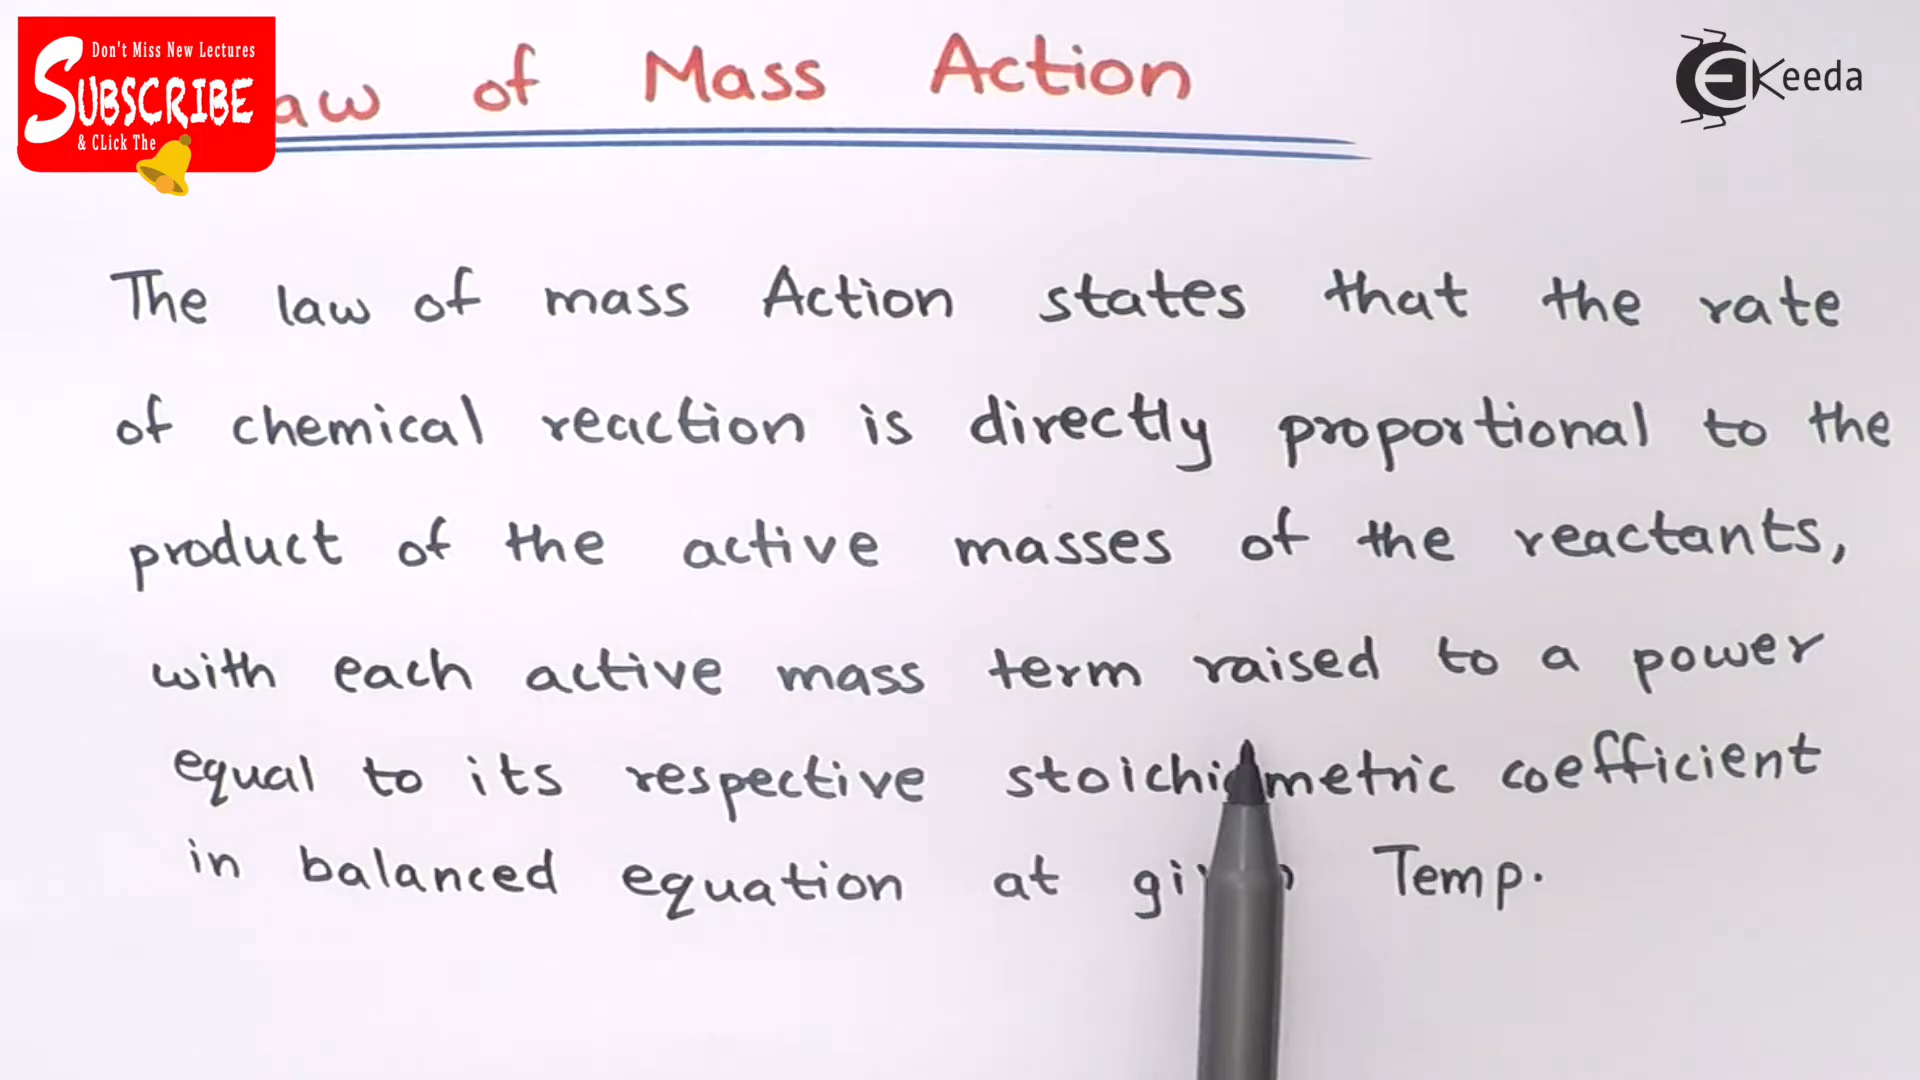 Don't Miss New Lectures
SUBSCRIBE
& CLick The
aw of Mass Action
Keeda
The law of mass Action states that the rate
of chemical reaction is directly proportional to the
product of the active masses of the reactants,
with each active mass term raised to a power
equal to its respective stoichiometric coefficient
in balanced equation at Temp.